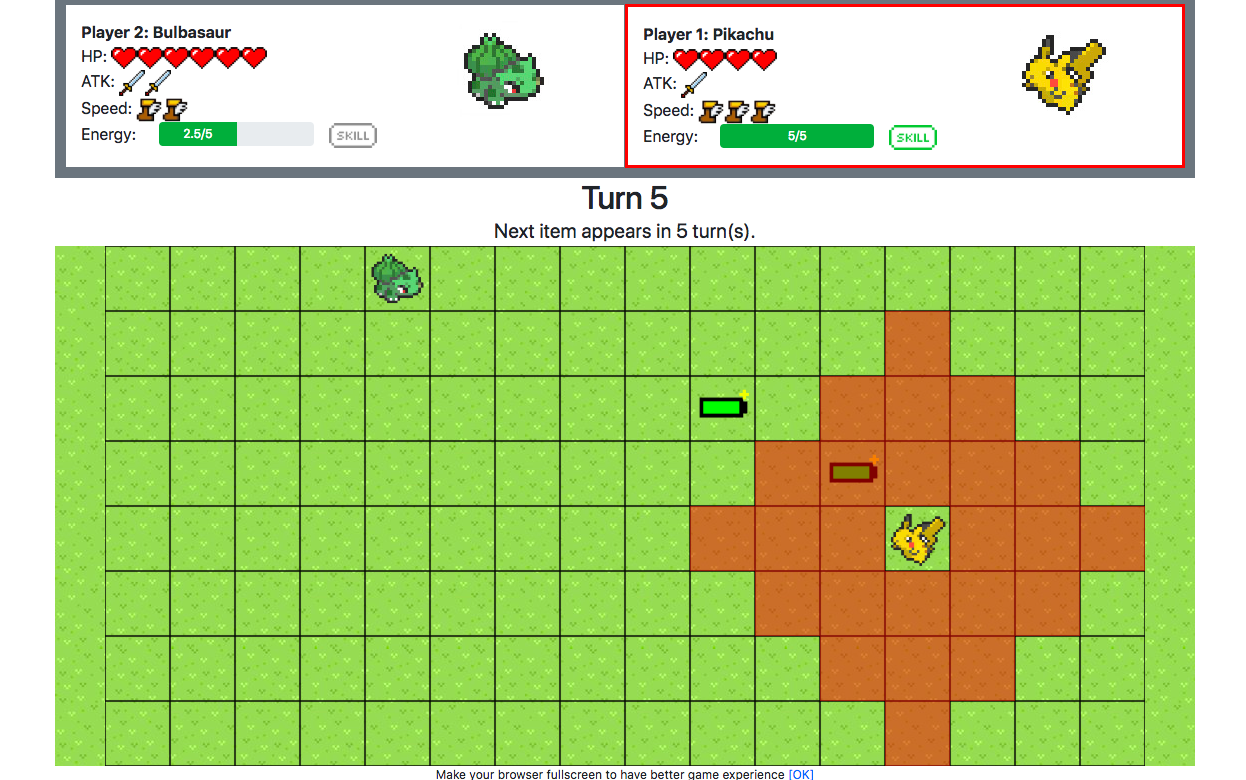 Player 2: Bulbasaur
HP:
ATK:
Speed:
Energy: 2.5/5 SKILL
Player 1: Pikachu
HP:
ATK:
Speed:
Energy: 5/5 SKILL
Turn 5
Next item appears in 5 turn(s).
Make your browser fullscreen to have better game experience [OK]